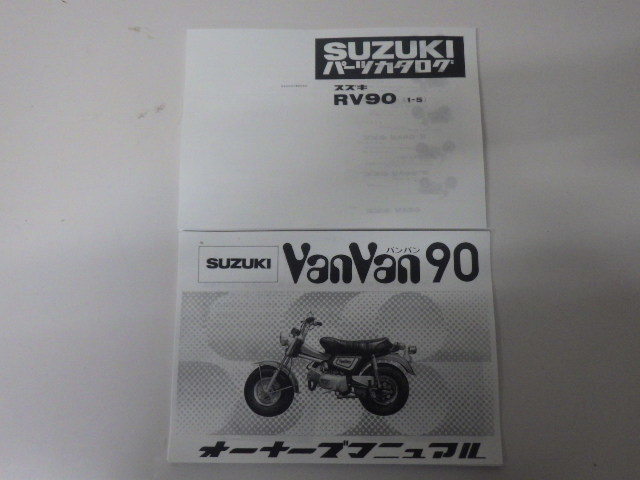 SUZUKI
パーツカタログ
スズキ
RV90 (1-5)
SUZUKI
バンバン
VanVan 90
オーナーズマニュアル